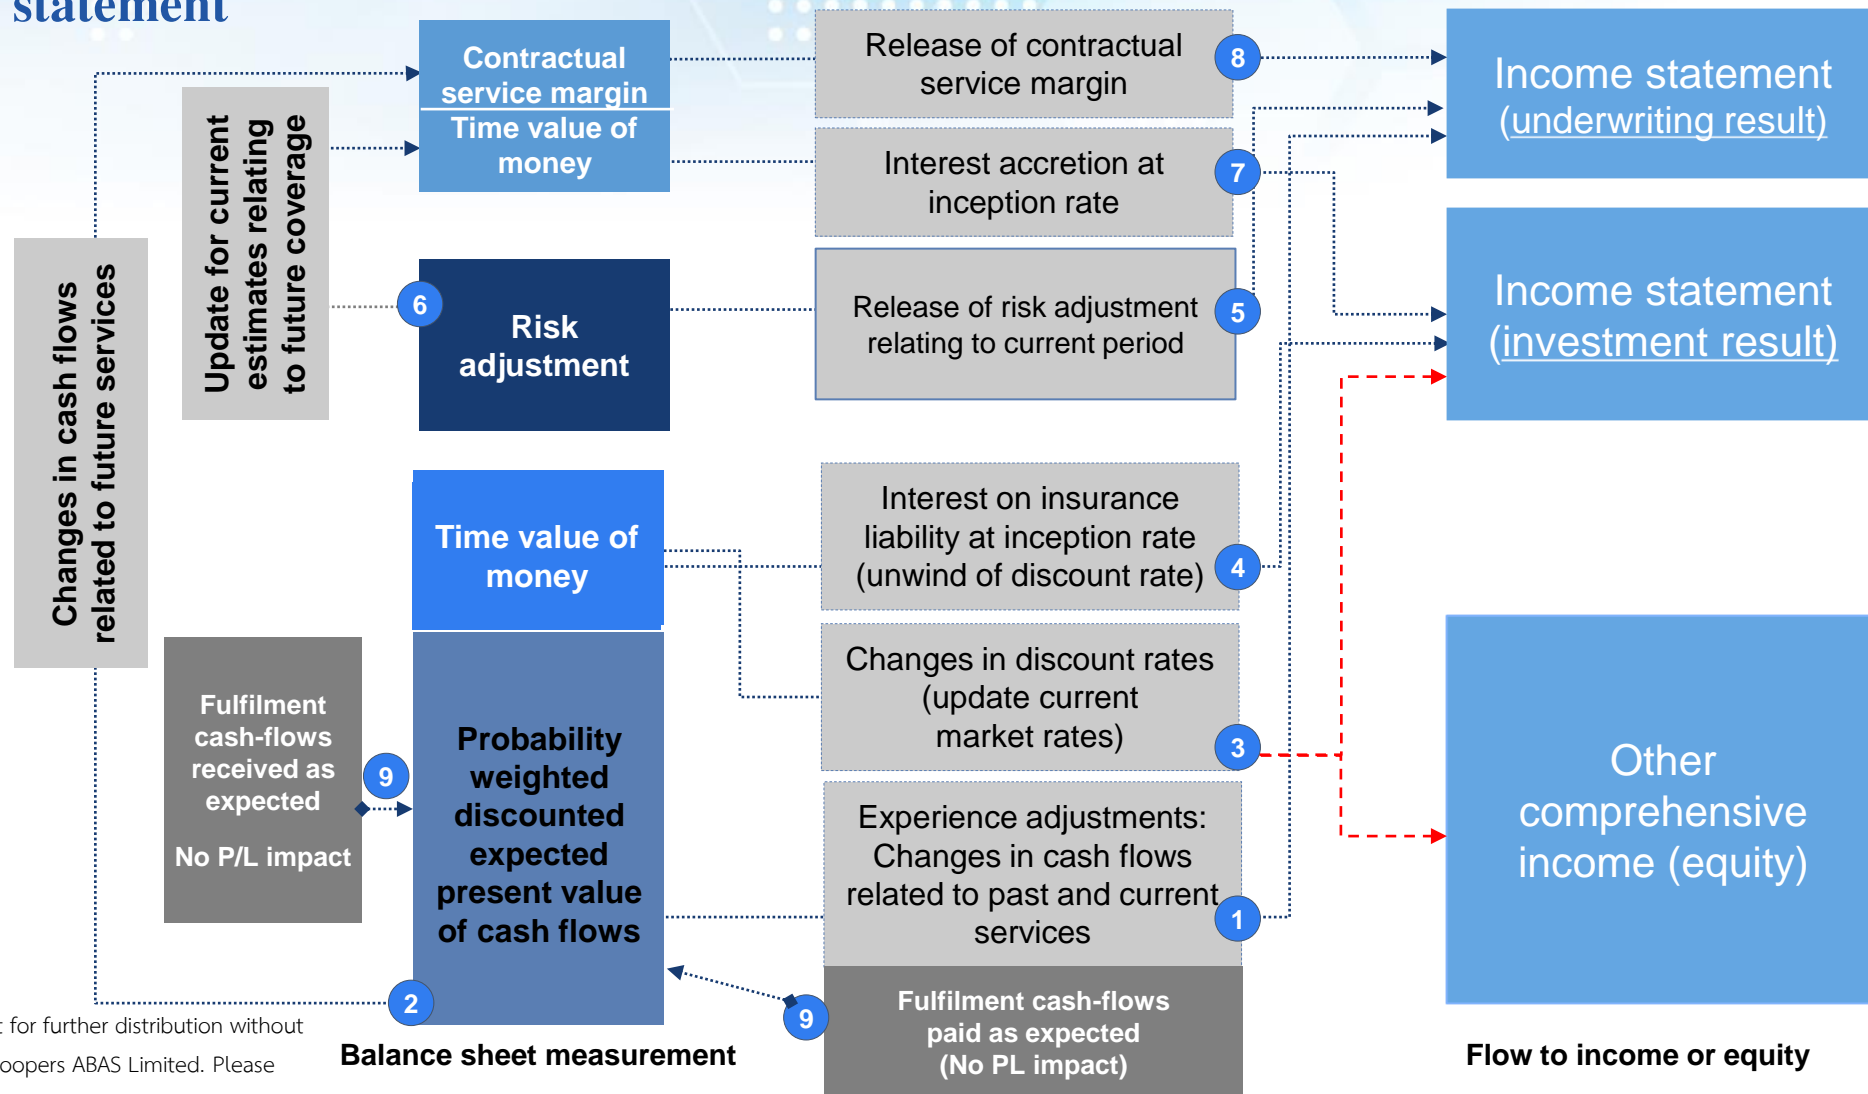 statement
Contractual
service margin
Time value of
money
Release of contractual
service margin
8
Income statement
(underwriting result)
Update for current
estimates relating
to future coverage
Interest accretion at
inception rate
7
Changes in cash flows
related to future services
6
Risk
adjustment
Release of risk adjustment
relating to current period
5
Income statement
(investment result)
Time value of
money
Interest on insurance
liability at inception rate
(unwind of discount rate)
4
Changes in discount rates
(update current
market rates)
3
Fulfilment
cash-flows
received as
expected
No P/L impact
9
Probability
weighted
discounted
expected
present value
of cash flows
2
Experience adjustments:
Changes in cash flows
related to past and current
services
1
Other
comprehensive
income (equity)
9
Fulfilment cash-flows
paid as expected
(No PL impact)
for further distribution without
oopers ABAS Limited. Please
Balance sheet measurement
Flow to income or equity